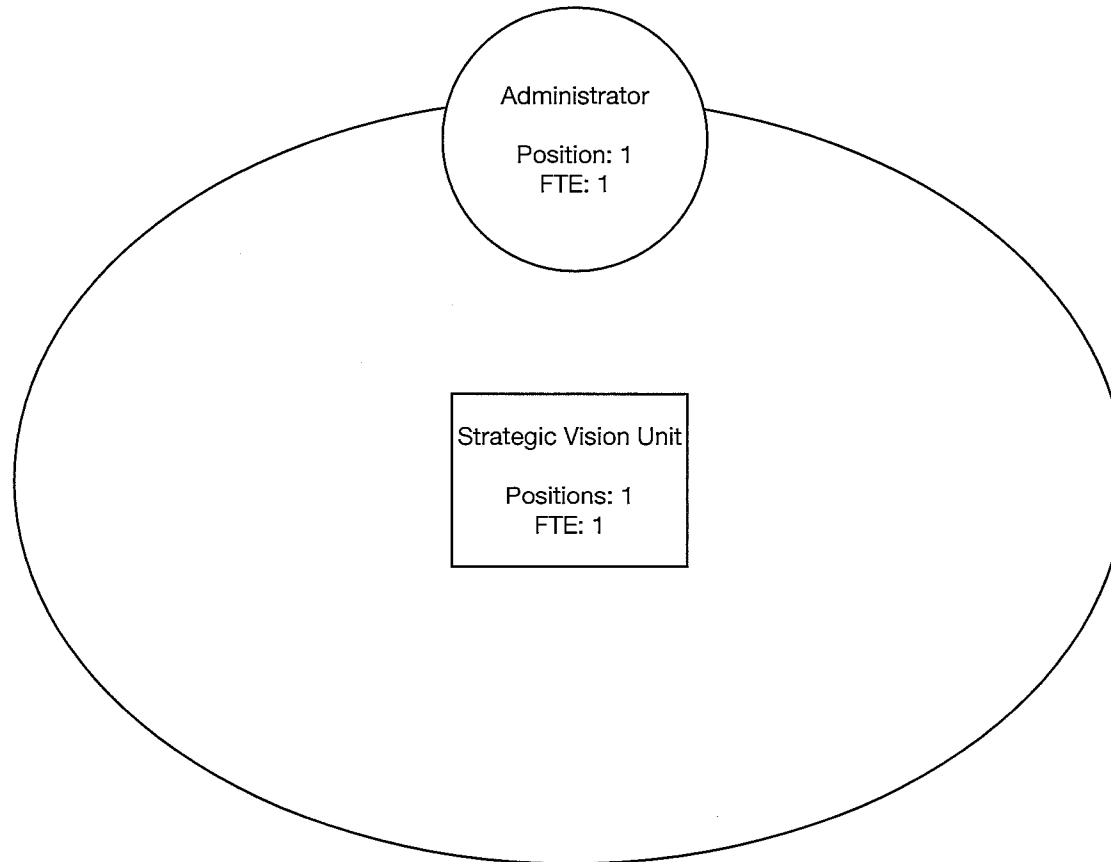 Administrator
Position: 1
FTE: 1
Strategic Vision Unit
Positions: 1
FTE: 1